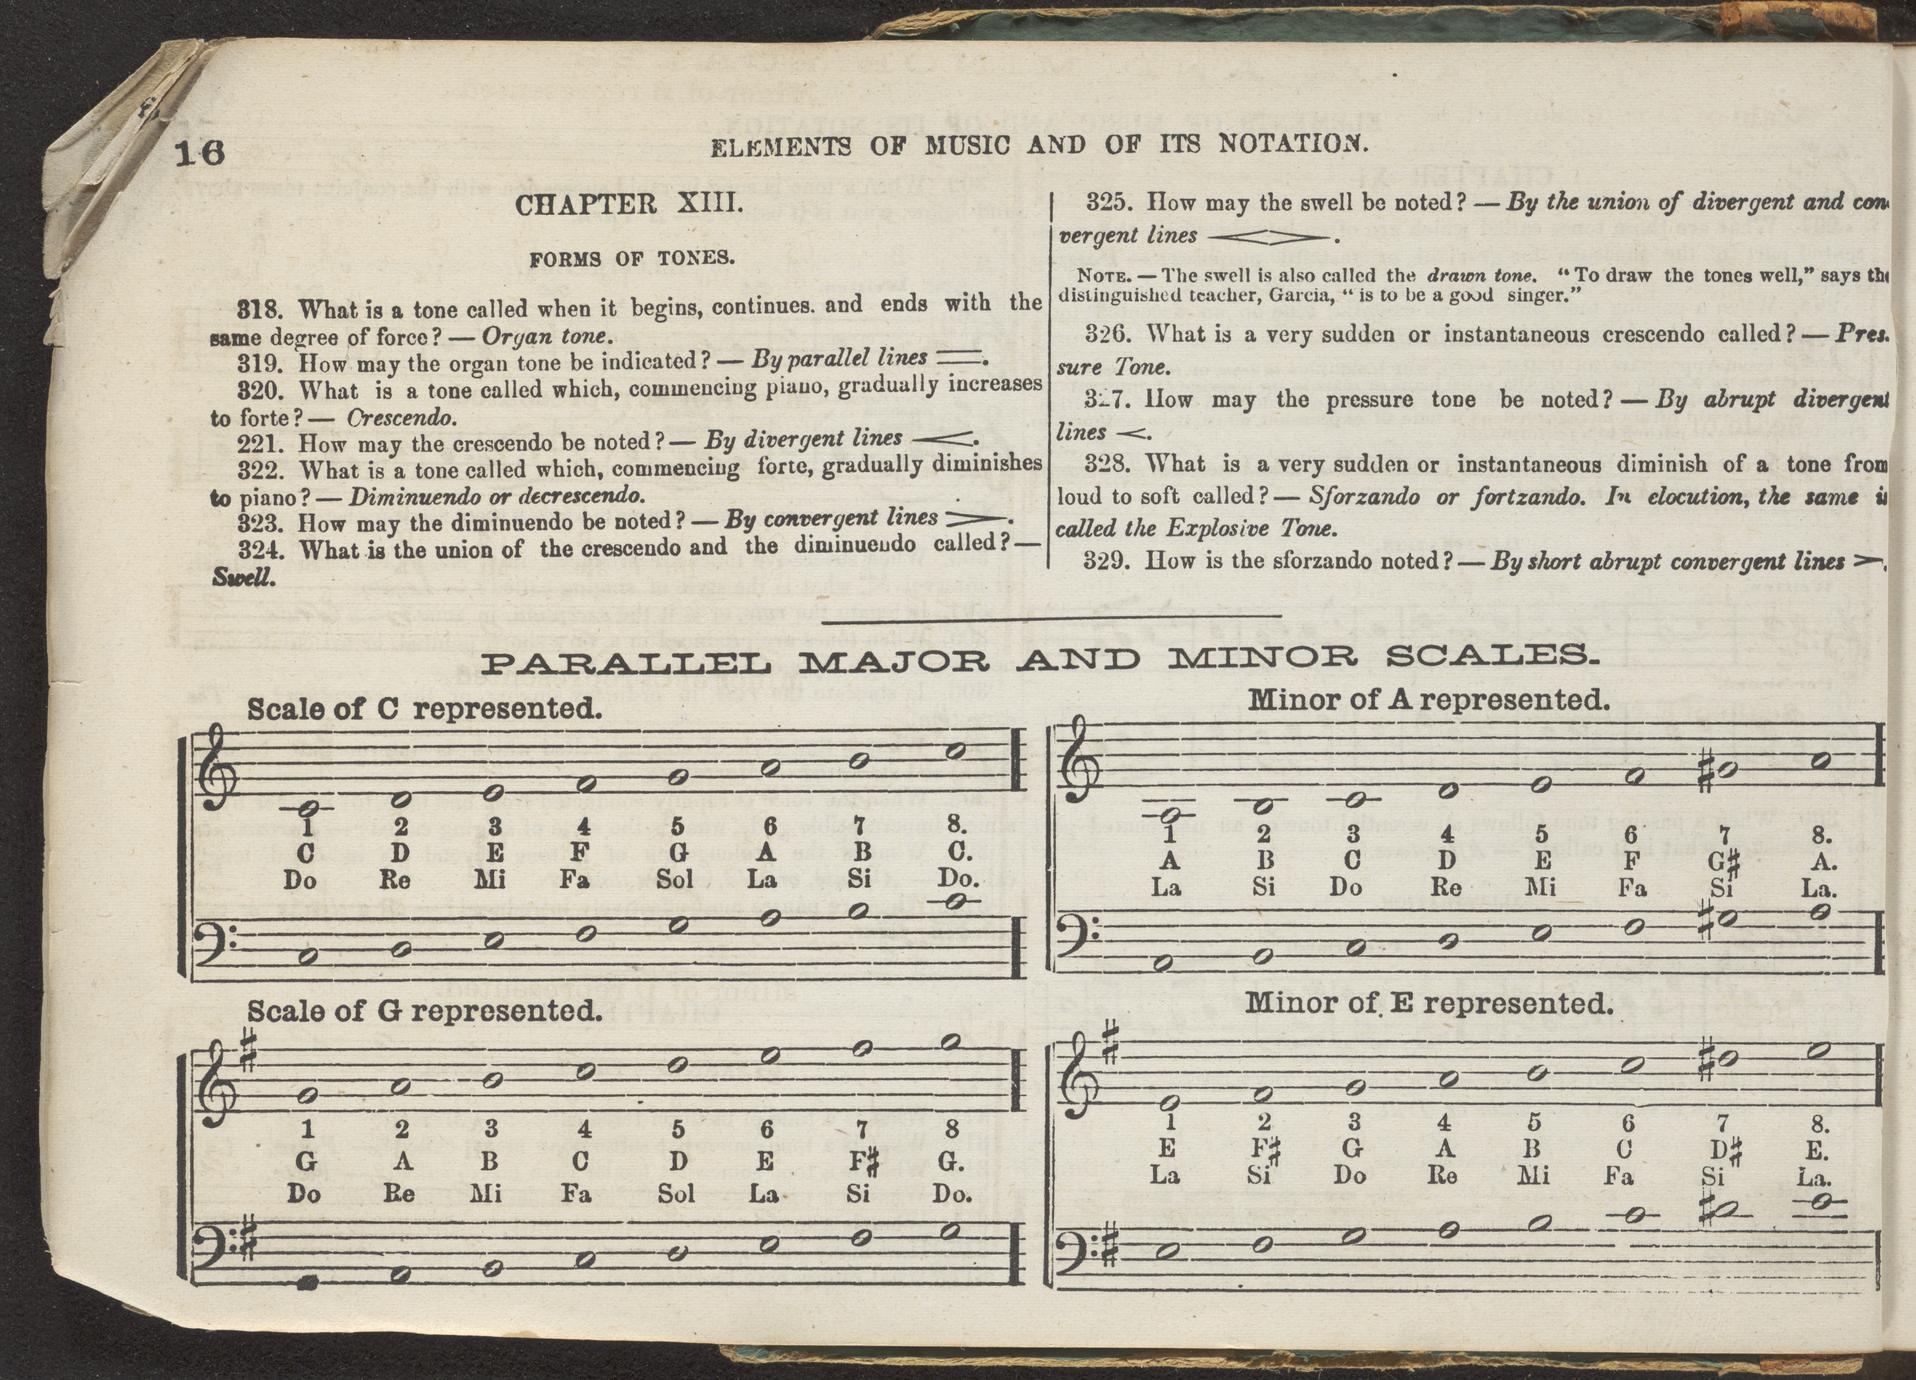 16
ELEMENTS OF MUSIC AND OF ITS NOTATION.
CHAPTER XIII.
FORMS OF TONES.
318. What is a tone called when it begins, continues. and ends with the
same degree of force? — Organ tone.
319. How may the organ tone be indicated? — By parallel lines ==.
320. What is a tone called which, commencing piano, gradually increases
to forte? — Crescendo.
221. How may the crescendo be noted? — By divergent lines <.
322. What is a tone called which, commencing forte, gradually diminishes
to piano? — Diminuendo or decrescendo.
323. How may the diminuendo be noted? — By convergent lines >.
324. What is the union of the crescendo and the diminuendo called? —
Swell.
325. How may the swell be noted? — By the union of divergent and con
vergent lines <>.
NOTE. — The swell is also called the drawn tone. “To draw the tones well,” says the
distinguished teacher, Garcia, “is to be a good singer.”
326. What is a very sudden or instantaneous crescendo called? — Pres.
sure Tone.
327. How may the pressure tone be noted? — By abrupt divergent
lines <.
328. What is a very sudden or instantaneous diminish of a tone from
loud to soft called? — Sforzando or fortzando. In elocution, the same is
called the Explosive Tone.
329. How is the sforzando noted? — By short abrupt convergent lines >.
PARALLEL MAJOR AND MINOR SCALES.
Scale of C represented.
1 2 3 4 5 6 7 8.
C D E F G A B C.
Do Re Mi Fa Sol La Si Do.
Minor of A represented.
1 2 3 4 5 6 7 8.
A B C D E F G♯ A.
La Si Do Re Mi Fa Si La.
Scale of G represented.
1 2 3 4 5 6 7 8
G A B C D E F♯ G.
Do Re Mi Fa Sol La Si Do.
Minor of E represented.
1 2 3 4 5 6 7 8.
E F♯ G A B C D♯ E.
La Si Do Re Mi Fa Si La.